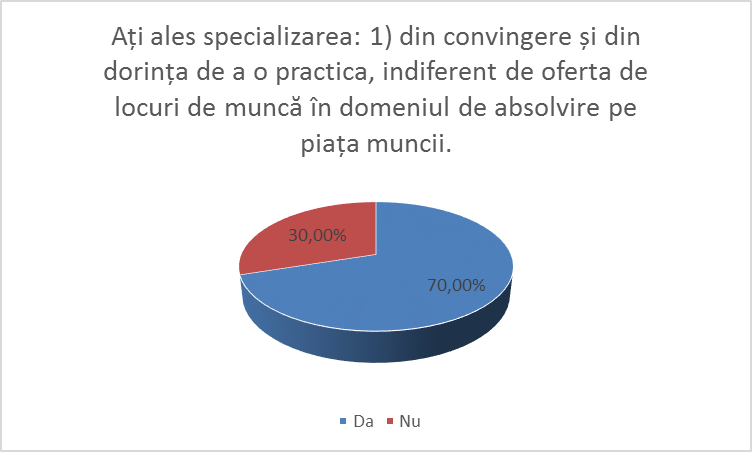 Ați ales specializarea: 1) din convingere și din
dorința de a o practica, indiferent de oferta de
locuri de muncă în domeniul de absolvire pe
piața muncii.
30,00%
70,00%
Da
Nu